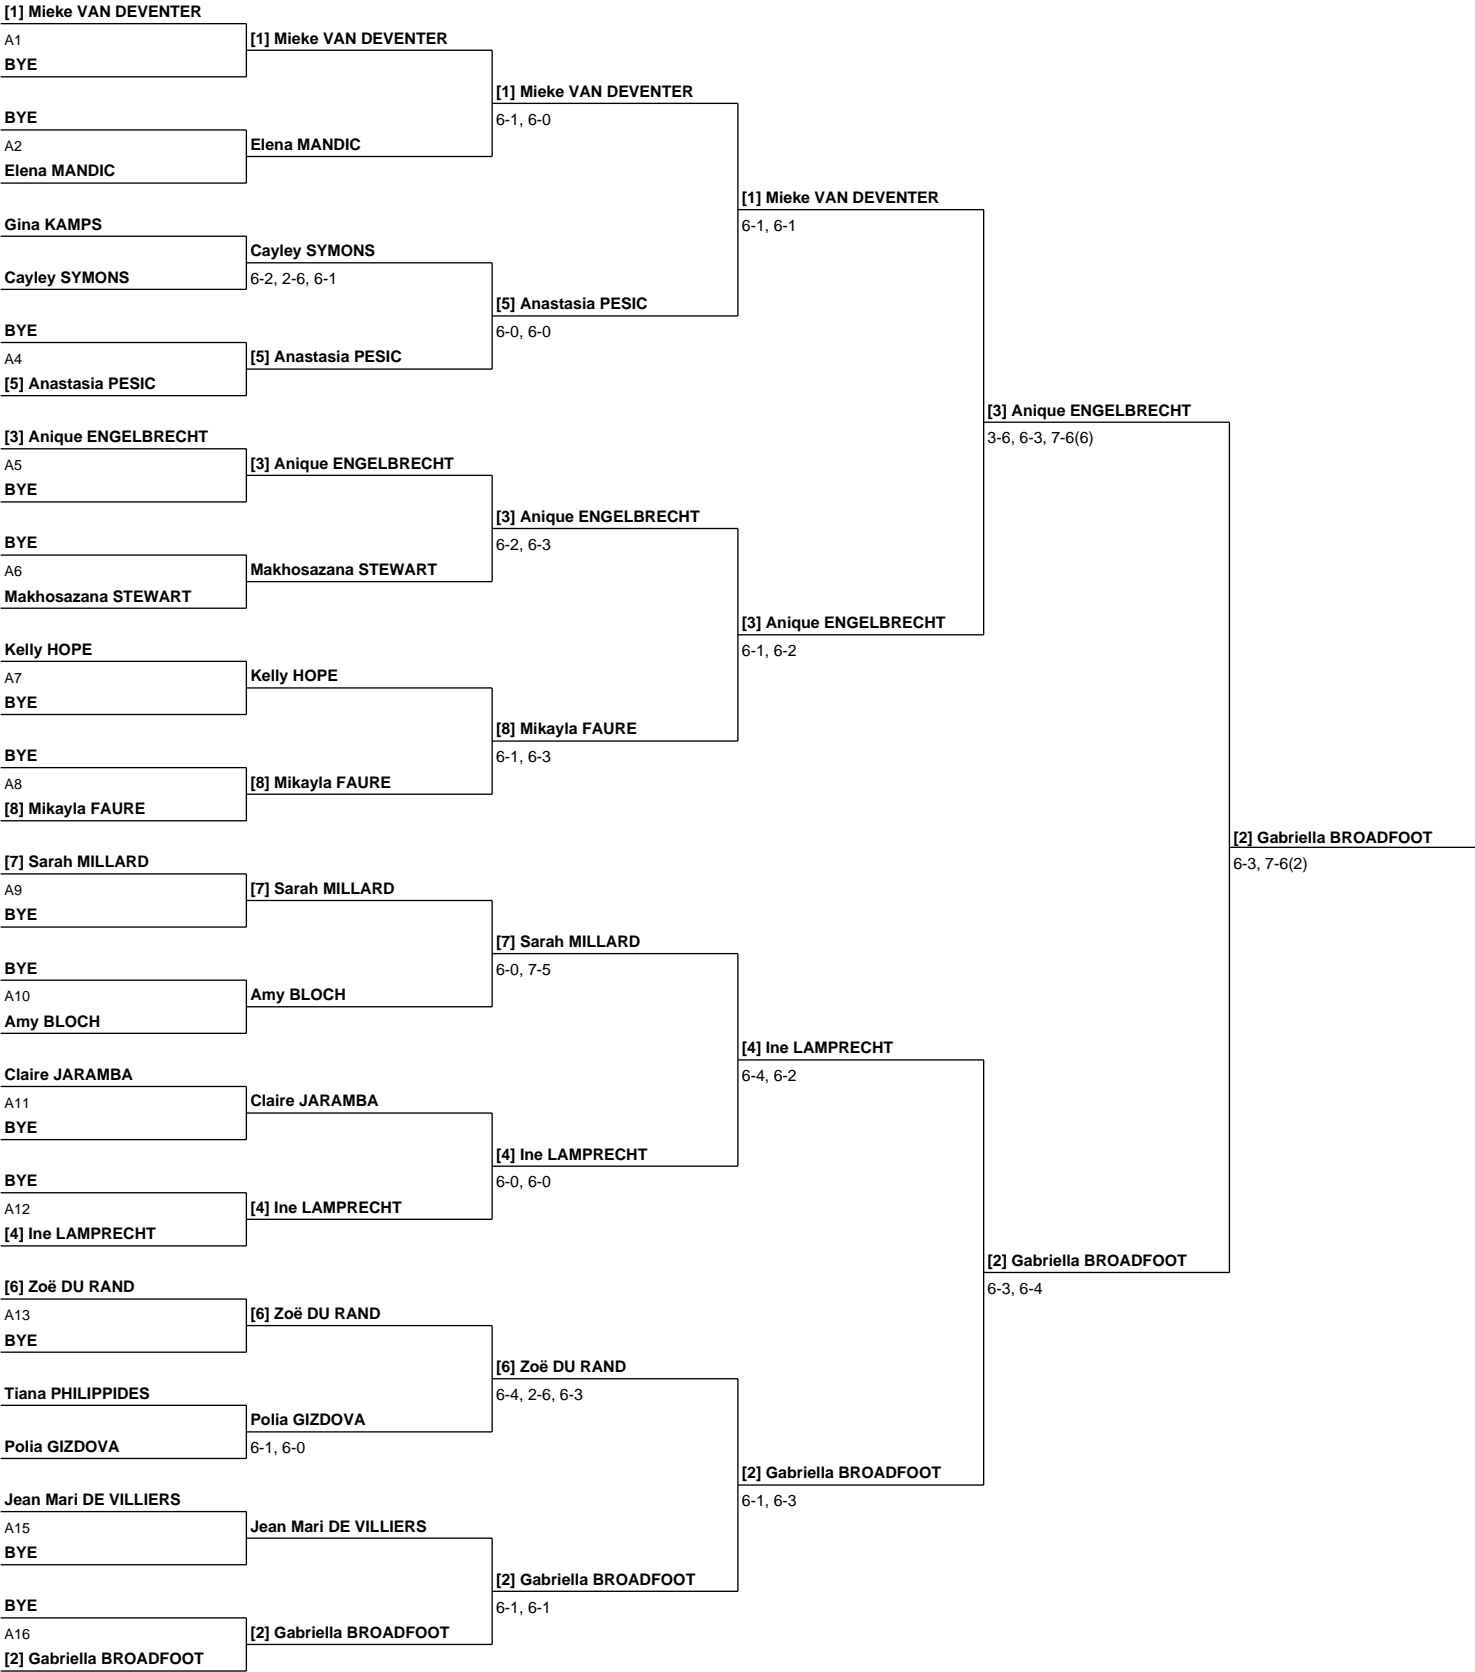 [1] Mieke VAN DEVENTER
A1
BYE
BYE
A2
Elena MANDIC
Gina KAMPS
Cayley SYMONS
BYE
A4
[5] Anastasia PESIC
[3] Anique ENGELBRECHT
A5
BYE
BYE
A6
Makhosazana STEWART
Kelly HOPE
A7
BYE
BYE
A8
[8] Mikayla FAURE
[7] Sarah MILLARD
A9
BYE
BYE
A10
Amy BLOCH
Claire JARAMBA
A11
BYE
BYE
A12
[4] Ine LAMPRECHT
[6] Zoë DU RAND
A13
BYE
Tiana PHILIPPIDES
Polia GIZDOVA
Jean Mari DE VILLIERS
A15
BYE
BYE
A16
[2] Gabriella BROADFOOT
[1] Mieke VAN DEVENTER
Elena MANDIC
Cayley SYMONS
6-2, 2-6, 6-1
[5] Anastasia PESIC
[3] Anique ENGELBRECHT
Makhosazana STEWART
Kelly HOPE
[8] Mikayla FAURE
[7] Sarah MILLARD
Amy BLOCH
Claire JARAMBA
[4] Ine LAMPRECHT
[6] Zoë DU RAND
Polia GIZDOVA
6-1, 6-0
Jean Mari DE VILLIERS
[2] Gabriella BROADFOOT
[1] Mieke VAN DEVENTER
6-1, 6-0
[5] Anastasia PESIC
6-0, 6-0
[3] Anique ENGELBRECHT
6-2, 6-3
[8] Mikayla FAURE
6-1, 6-3
[7] Sarah MILLARD
6-0, 7-5
[4] Ine LAMPRECHT
6-0, 6-0
[6] Zoë DU RAND
6-4, 2-6, 6-3
[2] Gabriella BROADFOOT
6-1, 6-1
[1] Mieke VAN DEVENTER
6-1, 6-1
[3] Anique ENGELBRECHT
6-1, 6-2
[4] Ine LAMPRECHT
6-4, 6-2
[2] Gabriella BROADFOOT
6-1, 6-3
[3] Anique ENGELBRECHT
3-6, 6-3, 7-6(6)
[2] Gabriella BROADFOOT
6-3, 6-4
[2] Gabriella BROADFOOT
6-3, 7-6(2)